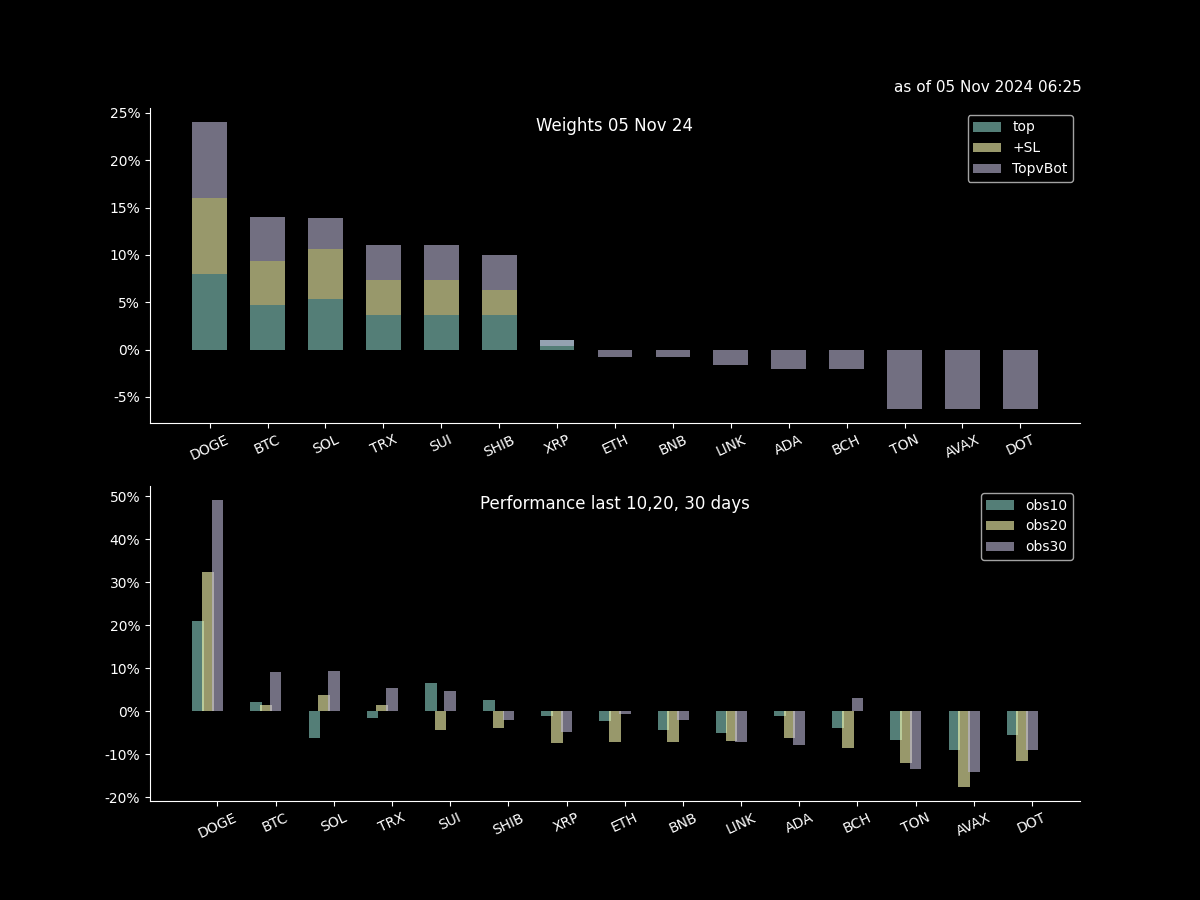 as of 05 Nov 2024 06:25
Weights 05 Nov 24
top
+SL
TopvBot
25%
20%
15%
10%
5%
0%
-5%
DOGE BTC SOL TRX SUI SHIB XRP ETH BNB LINK ADA BCH TON AVAX DOT
Performance last 10,20, 30 days
obs10
obs20
obs30
50%
40%
30%
20%
10%
0%
-10%
-20%
DOGE BTC SOL TRX SUI SHIB XRP ETH BNB LINK ADA BCH TON AVAX DOT